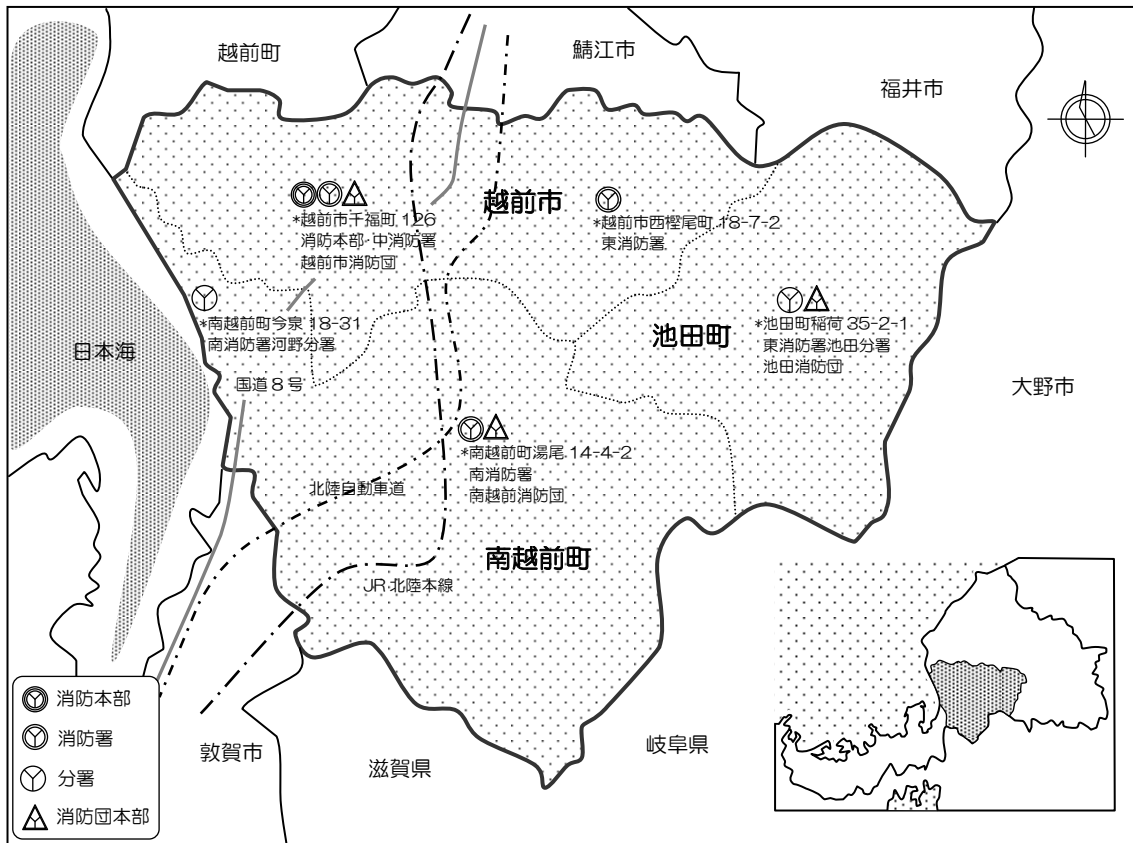 越前町
鯖江市
福井市
越前市
*越前市千福町 126
消防本部・中消防署
越前市消防団
*越前市西樫尾町 18-7-2
東消防署
*南越前町今泉 18-31
南消防署河野分署
日本海
国道8号
池田町
*池田町稲荷 35-2-1
東消防署池田分署
池田消防団
大野市
*南越前町湯尾 14-4-2
南消防署
南越前消防団
北陸自動車道
南越前町
JR北陸本線
消防本部
消防署
分署
消防団本部
敦賀市
滋賀県
岐阜県